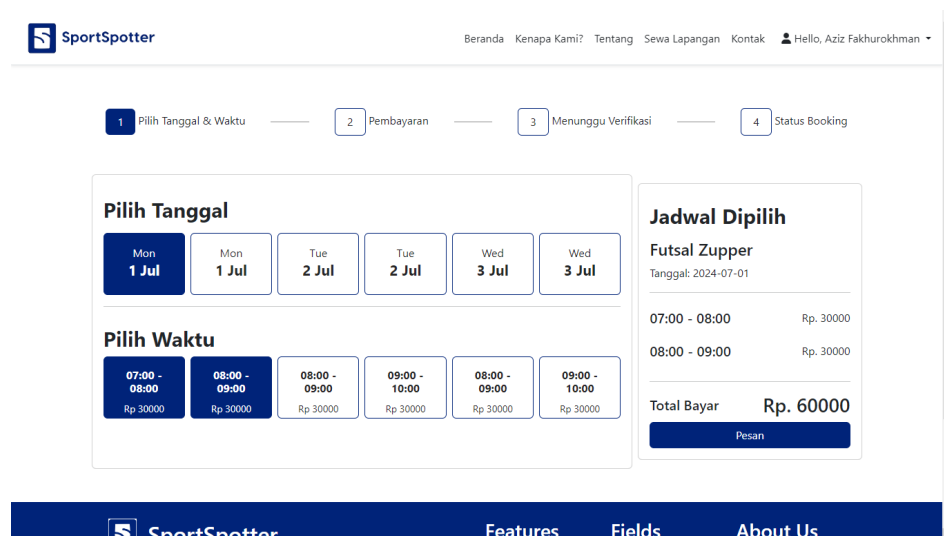 SportSpotter
Beranda Kenapa Kami? Tentang Sewa Lapangan Kontak Hello, Aziz Fakhurokhman
1 Pilih Tanggal & Waktu 2 Pembayaran 3 Menunggu Verifikasi 4 Status Booking
Pilih Tanggal
Mon Mon Tue Tue Wed Wed
1 Jul 1 Jul 2 Jul 2 Jul 3 Jul 3 Jul
Pilih Waktu
07:00 - 08:00 - 08:00 - 09:00 - 08:00 - 09:00 -
08:00 09:00 09:00 10:00 09:00 10:00
Rp 30000 Rp 30000 Rp 30000 Rp 30000 Rp 30000 Rp 30000
Jadwal Dipilih
Futsal Zupper
Tanggal: 2024-07-01
07:00 - 08:00 Rp. 30000
08:00 - 09:00 Rp. 30000
Total Bayar Rp. 60000
Pesan
SportSpotter Features Fields About Us